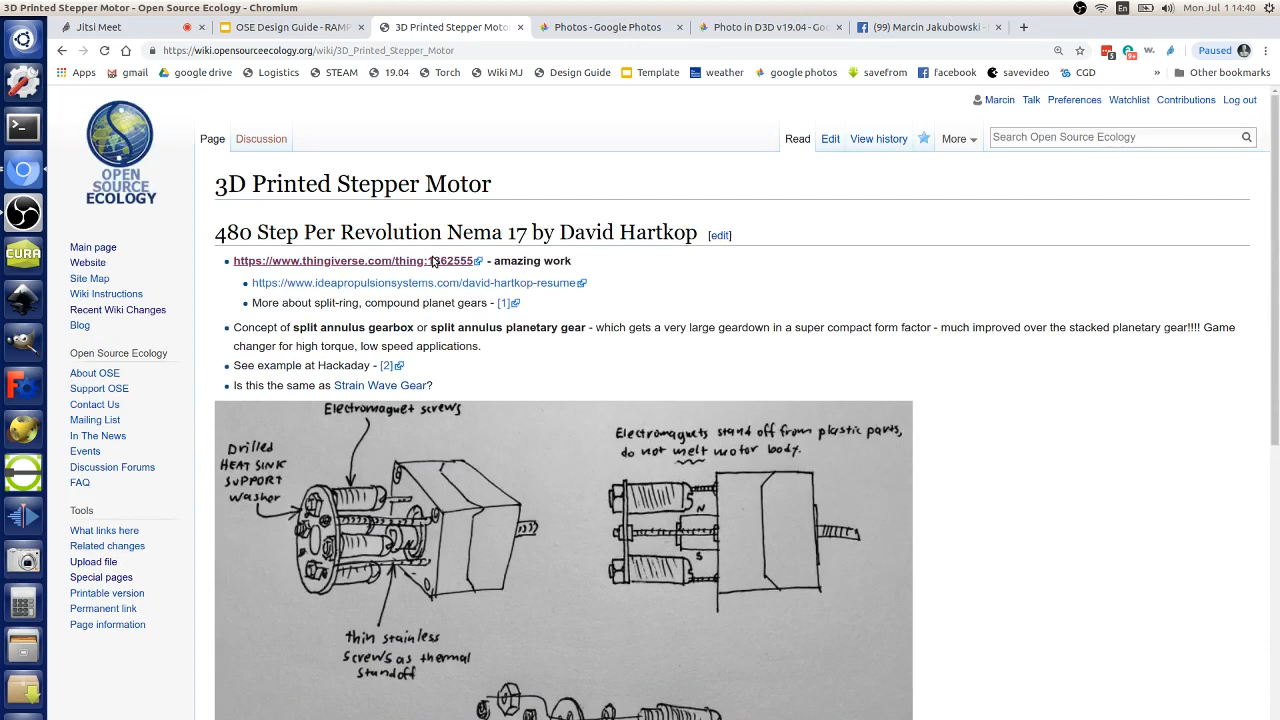 3D Printed Stepper Motor - Open Source Ecology - Chromium
En
Mon Jul 1 14:40
Jitsi Meet
OSE Design Guide - RAMP
3D Printed Stepper Motor -
Photos - Google Photos
Photo in D3D v19.04 - Go
(99) Marcin Jakubowski -
https://wiki.opensourceecology.org/wiki/3D_Printed_Stepper_Motor
Paused
Apps
gmail
google drive
Logistics
STEAM
19.04
Torch
Wiki MJ
Design Guide
Template
weather
google photos
savefrom
facebook
savevideo
CGD
»
Other bookmarks
Marcin
Talk
Preferences
Watchlist
Contributions
Log out
OPEN
SOURCE
ECOLOGY
Page
Discussion
Read
Edit
View history
More
Search Open Source Ecology
CURA
Main page
Website
Site Map
Wiki Instructions
Recent Wiki Changes
Blog
Open Source Ecology
About OSE
Support OSE
Contact Us
Mailing List
In The News
Events
Discussion Forums
FAQ
Tools
What links here
Related changes
Upload file
Special pages
Printable version
Permanent link
Page information
3D Printed Stepper Motor
480 Step Per Revolution Nema 17 by David Hartkop [edit]
https://www.thingiverse.com/thing:1362555 - amazing work
https://www.ideapropulsionsystems.com/david-hartkop-resume
More about split-ring, compound planet gears - [1]
Concept of split annulus gearbox or split annulus planetary gear - which gets a very large geardown in a super compact form factor - much improved over the stacked planetary gear!!!! Game
changer for high torque, low speed applications.
See example at Hackaday - [2]
Is this the same as Strain Wave Gear?
Electromagnet screws
Drilled
HEAT SINK
SUPPORT
Washer
thin stainless
screws as thermal
standoff
Electromagnets stand off from plastic parts,
do not melt motor body.
N
S